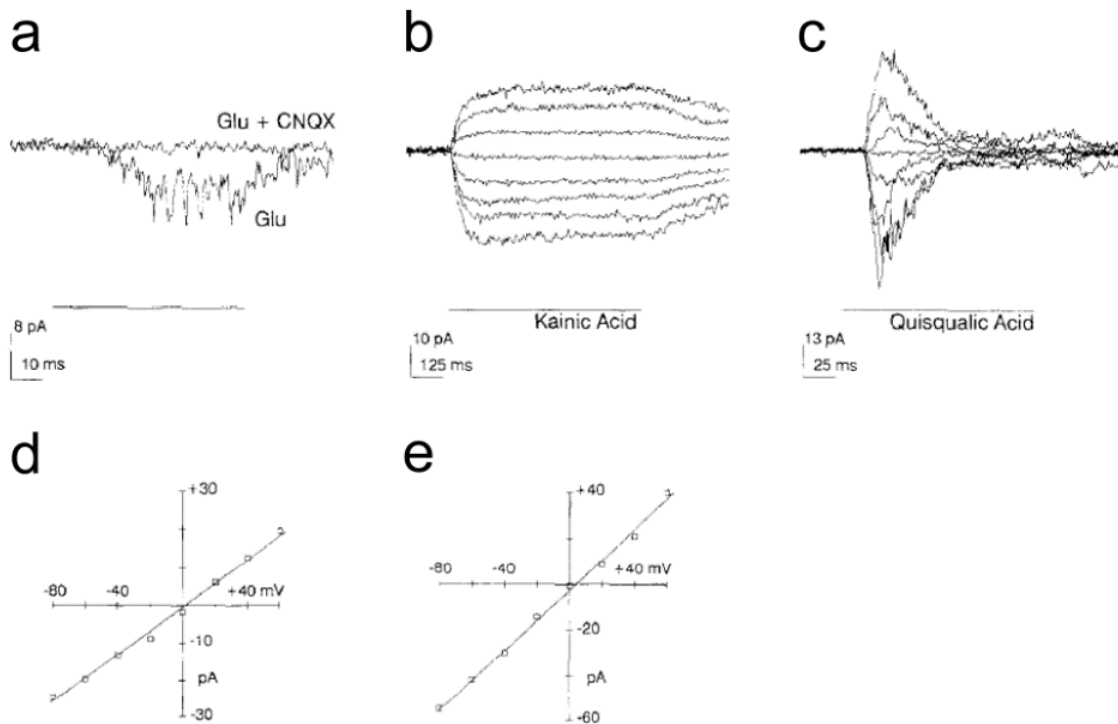 a
b
c
Glu + CNQX
Glu
8 pA
10 ms
Kainic Acid
10 pA
125 ms
Quisqualic Acid
13 pA
25 ms
d
e
+30
-80
-40
+40 mV
-10
pA
-30
+40
-80
-40
+40 mV
-20
pA
-60